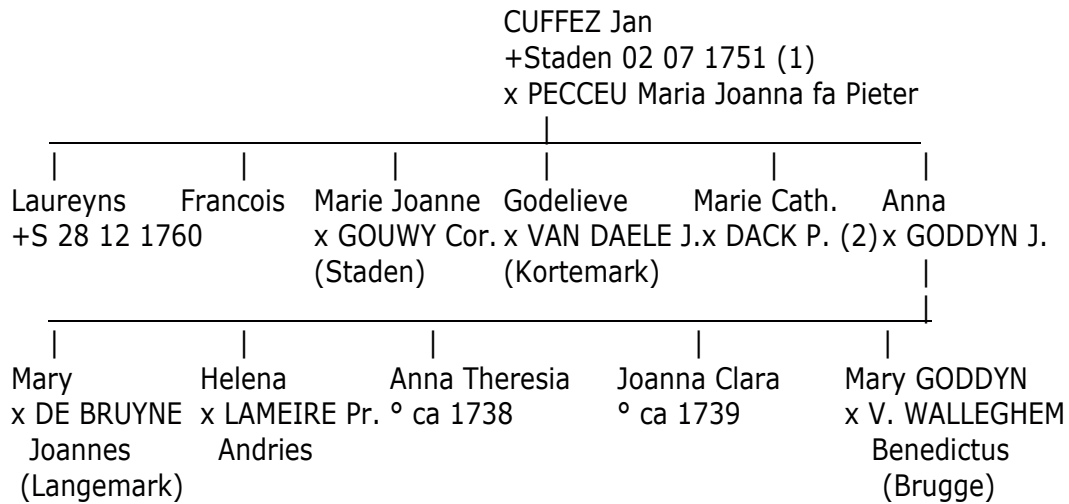 CUFFEZ Jan
+Staden 02 07 1751 (1)
x PECCEU Maria Joanna fa Pieter
Laureyns Francois Marie Joanne Godelieve Marie Cath. Anna
+S 28 12 1760 x GOUWY Cor. x VAN DAELE J. x DACK P. (2) x GODDYN J.
(Staden) (Kortemark)
Mary Helena Anna Theresia Joanna Clara Mary GODDYN
x DE BRUYNE x LAMEIRE Pr. ° ca 1738 ° ca 1739 x V. WALLEGHEM
Joannes Andries Benedictus
(Langemark) (Brugge)